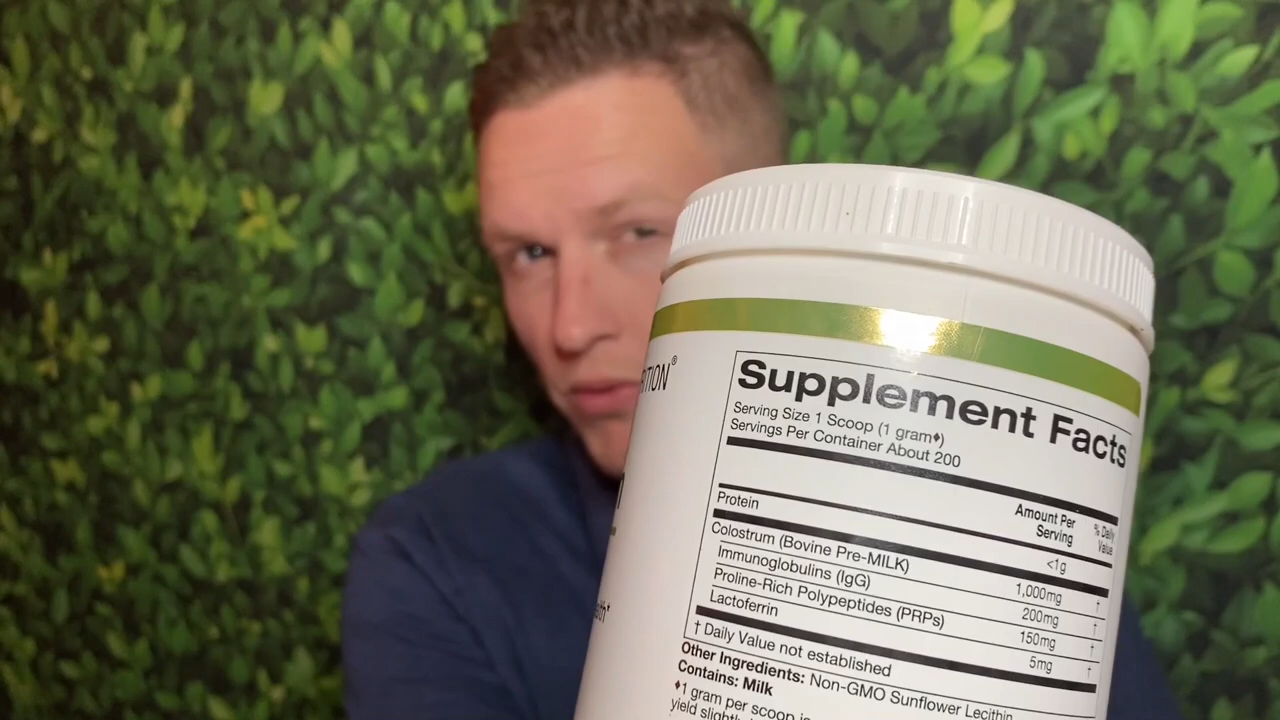 Supplement Facts
Serving Size 1 Scoop (1 gram♦)
Servings Per Container About 200
Amount Per Serving
% Daily Value
Protein <1g
Colostrum (Bovine Pre-MILK) 1,000mg †
Immunoglobulins (IgG) 200mg †
Proline-Rich Polypeptides (PRPs) 150mg †
Lactoferrin 5mg †
† Daily Value not established
Other Ingredients: Non-GMO Sunflower Lecithin
Contains: Milk
♦1 gram per scoop is
yield slightly